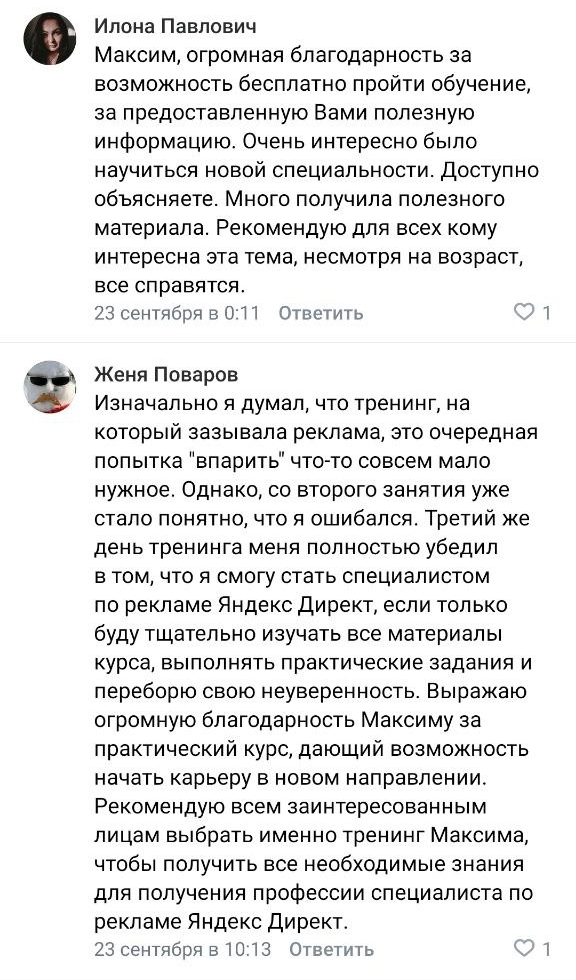 Илона Павлович
Максим, огромная благодарность за
возможность бесплатно пройти обучение,
за предоставленную Вами полезную
информацию. Очень интересно было
научиться новой специальности. Доступно
объясняете. Много получила полезного
материала. Рекомендую для всех кому
интересна эта тема, несмотря на возраст,
все справятся.
23 сентября в 0:11 Ответить 1
Женя Поваров
Изначально я думал, что тренинг, на
который зазывала реклама, это очередная
попытка "впарить" что-то совсем мало
нужное. Однако, со второго занятия уже
стало понятно, что я ошибался. Третий же
день тренинга меня полностью убедил
в том, что я смогу стать специалистом
по рекламе Яндекс Директ, если только
буду тщательно изучать все материалы
курса, выполнять практические задания и
переборю свою неуверенность. Выражаю
огромную благодарность Максиму за
практический курс, дающий возможность
начать карьеру в новом направлении.
Рекомендую всем заинтересованным
лицам выбрать именно тренинг Максима,
чтобы получить все необходимые знания
для получения профессии специалиста по
рекламе Яндекс Директ.
23 сентября в 10:13 Ответить 1